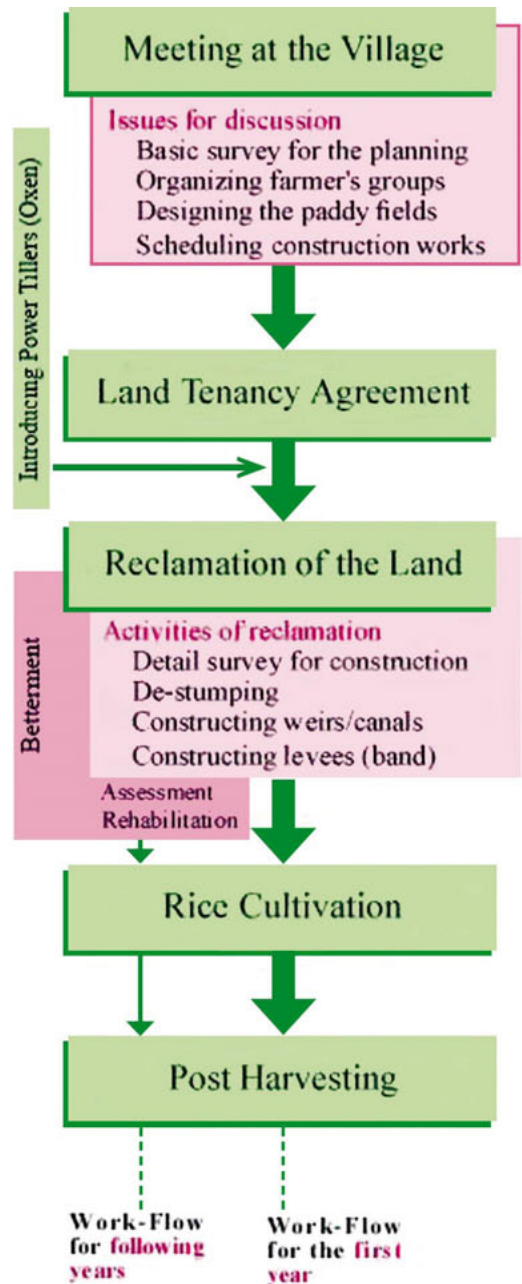 Meeting at the Village
Issues for discussion
Basic survey for the planning
Organizing farmer's groups
Designing the paddy fields
Scheduling construction works
Introducing Power Tillers (Oxen)
Land Tenancy Agreement
Reclamation of the Land
Activities of reclamation
Detail survey for construction
De-stumping
Constructing weirs/canals
Constructing levees (band)
Betterment
Assessment
Rehabilitation
Rice Cultivation
Post Harvesting
Work-Flow
for following
years
Work-Flow
for the first
year